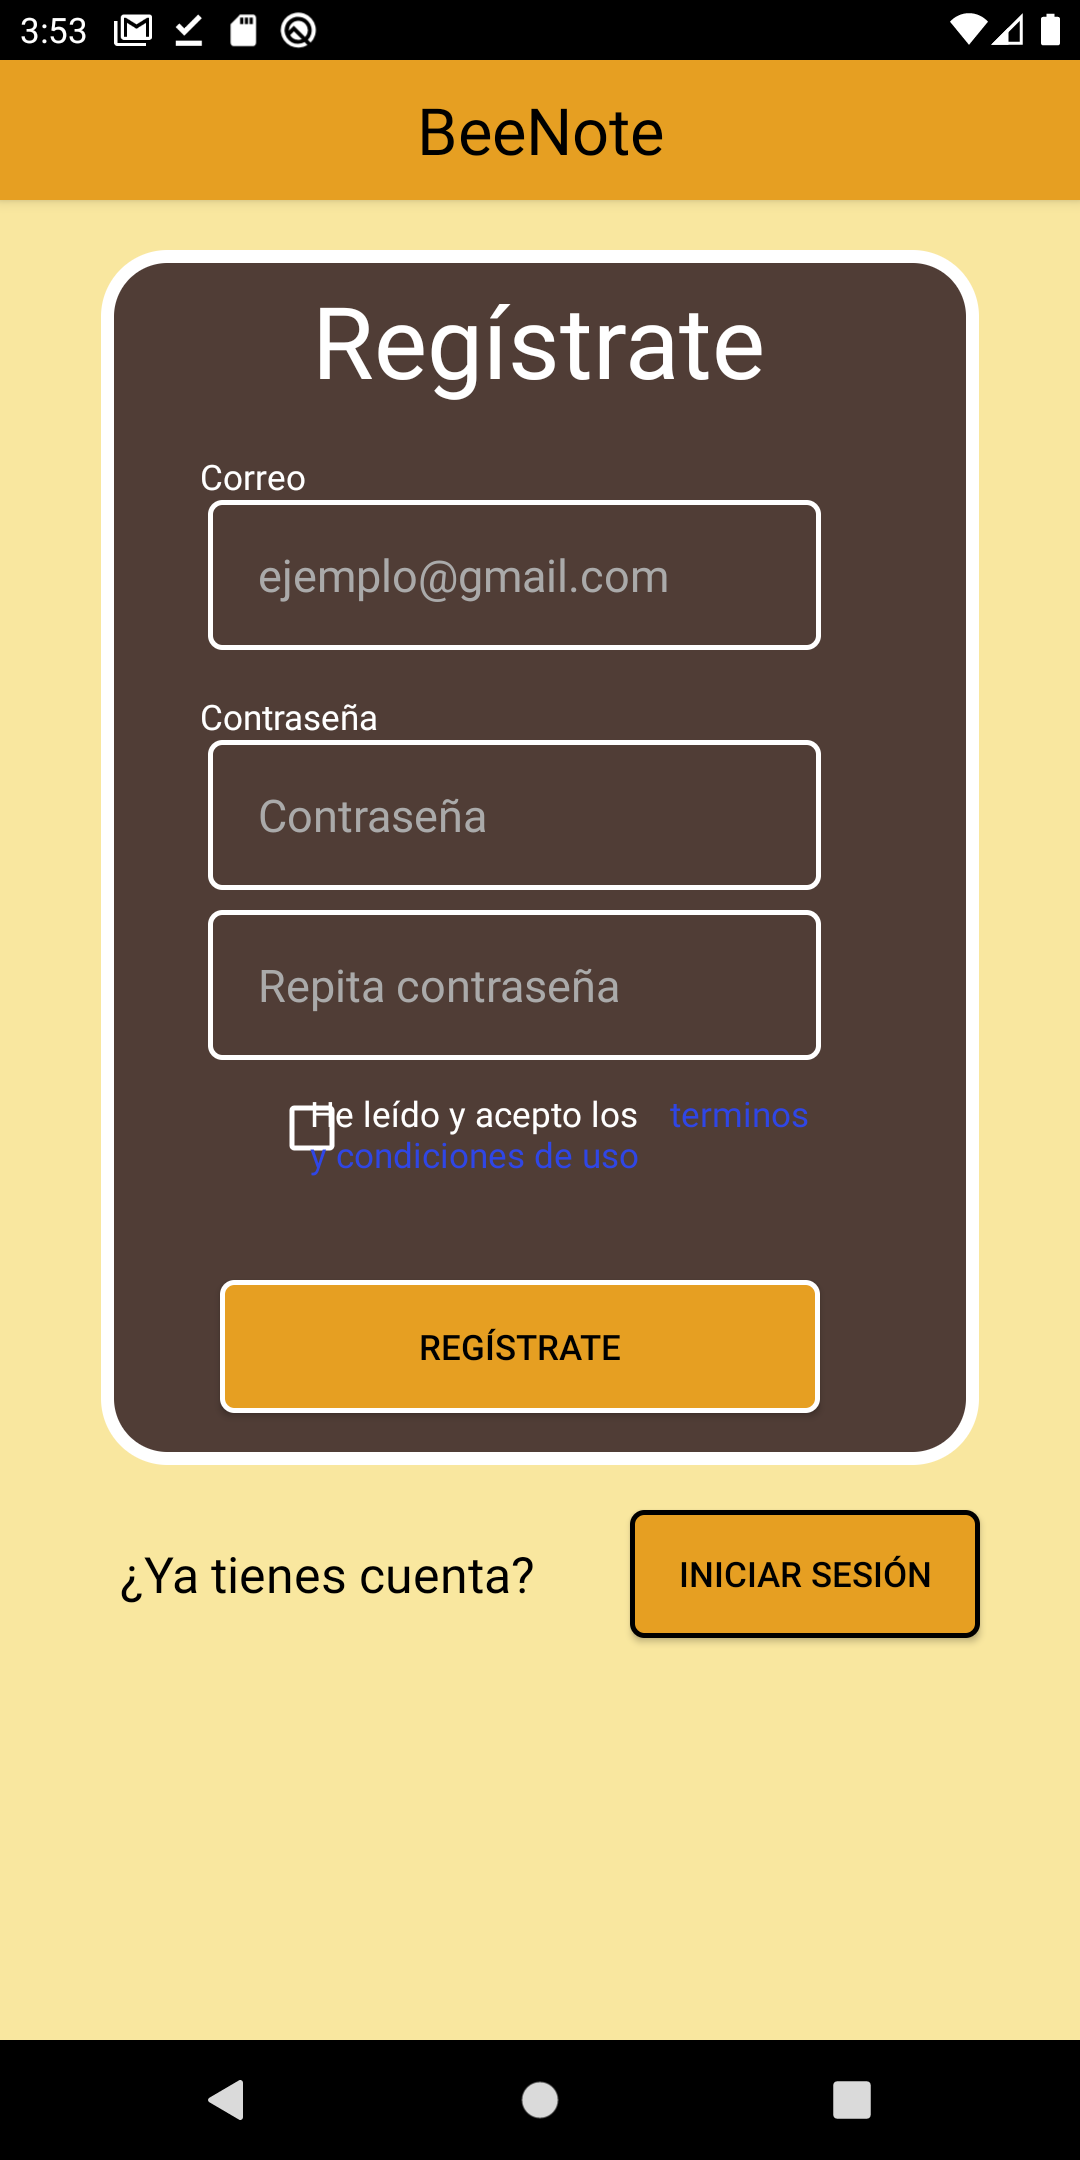 3:53
BeeNote
Regístrate
Correo
ejemplo@gmail.com
Contraseña
Contraseña
Repita contraseña
He leído y acepto los terminos
y condiciones de uso
REGÍSTRATE
¿Ya tienes cuenta?
INICIAR SESIÓN